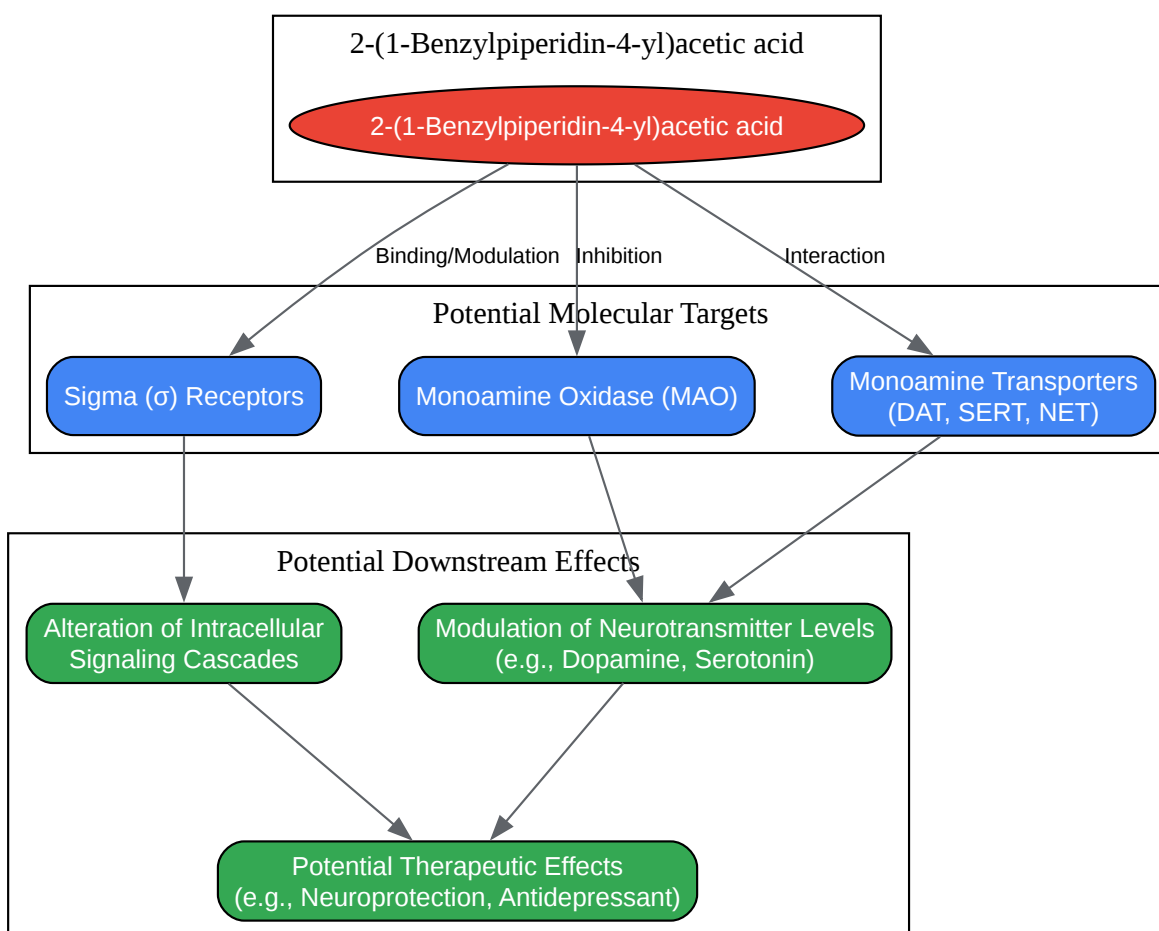 2-(1-Benzylpiperidin-4-yl)acetic acid
2-(1-Benzylpiperidin-4-yl)acetic acid
Binding/Modulation
Inhibition
Interaction
Potential Molecular Targets
Sigma (σ) Receptors
Monoamine Oxidase (MAO)
Monoamine Transporters
(DAT, SERT, NET)
Potential Downstream Effects
Alteration of Intracellular
Signaling Cascades
Modulation of Neurotransmitter Levels
(e.g., Dopamine, Serotonin)
Potential Therapeutic Effects
(e.g., Neuroprotection, Antidepressant)